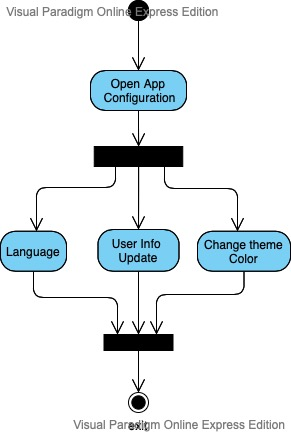 Visual Paradigm Online Express Edition
Open App
Configuration
Language
User Info
Update
Change theme
Color
exit
Visual Paradigm Online Express Edition